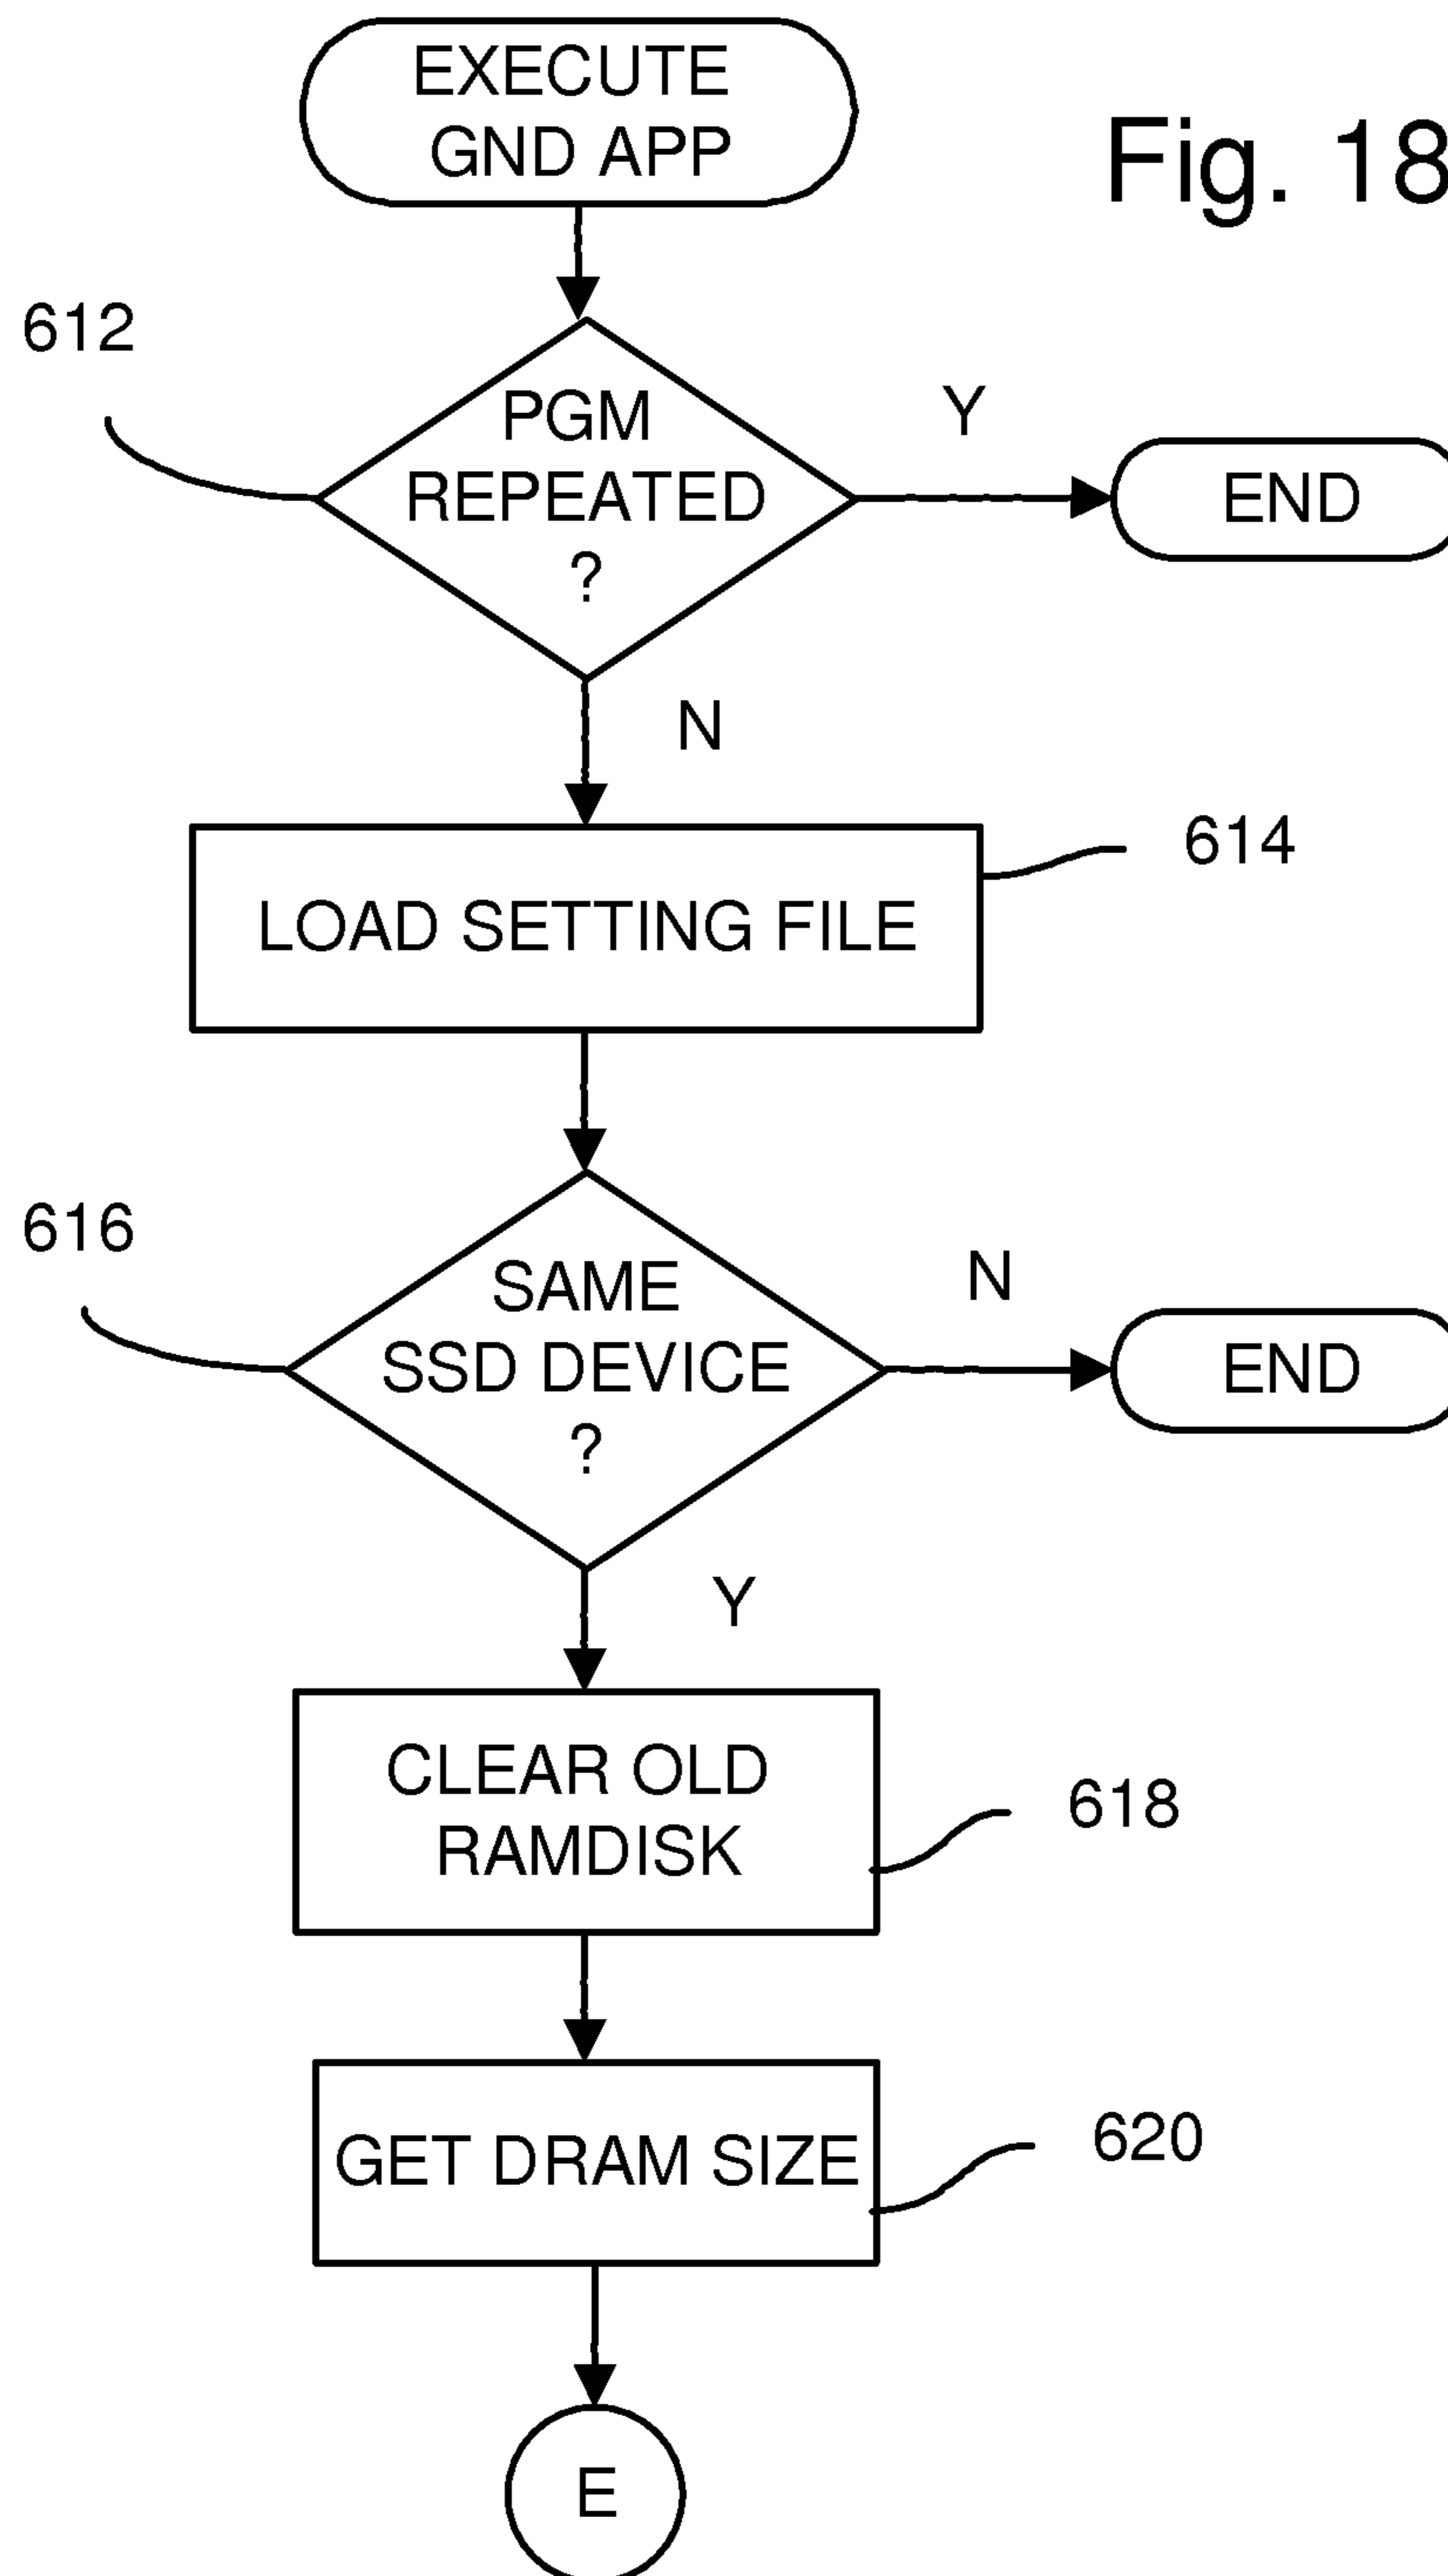 EXECUTE
GND APP
Fig. 18
612
PGM
REPEATED
?
Y
END
N
614
LOAD SETTING FILE
616
SAME
SSD DEVICE
?
N
END
Y
CLEAR OLD
RAMDISK
618
GET DRAM SIZE
620
E